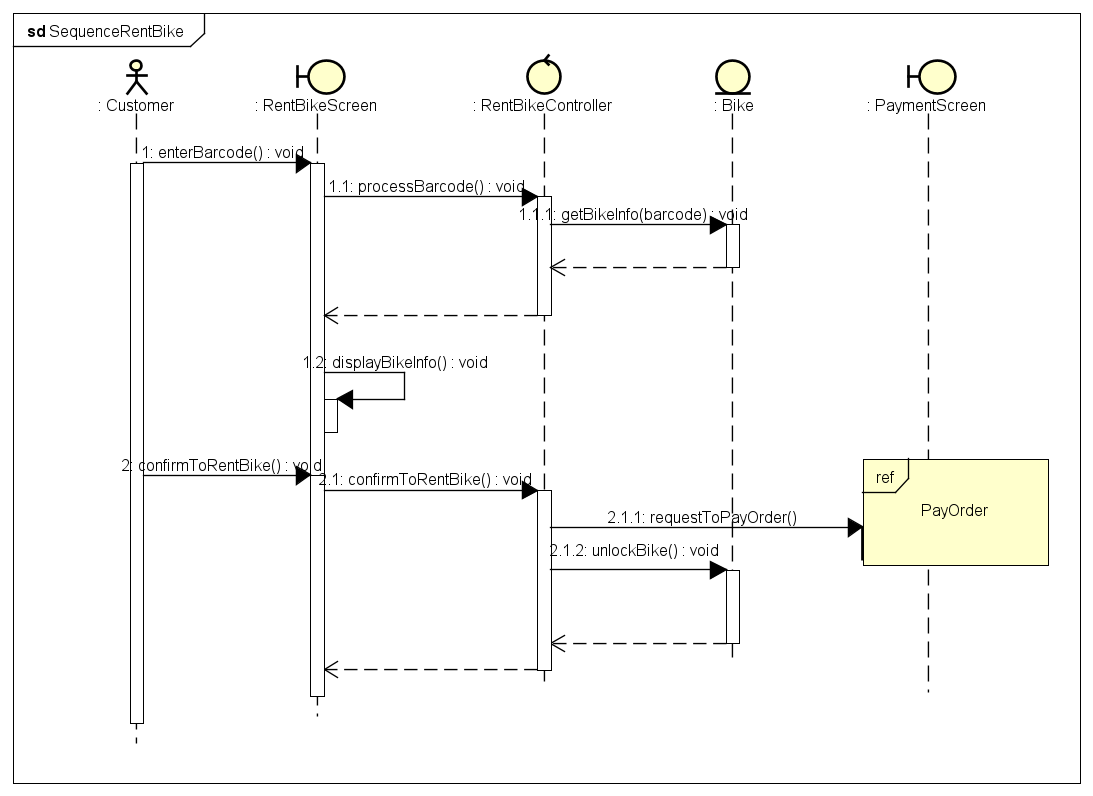 sd SequenceRentBike
: Customer
: RentBikeScreen
: RentBikeController
: Bike
: PaymentScreen
1: enterBarcode() : void
1.1: processBarcode() : void
1.1.1: getBikeInfo(barcode) : void
1.2: displayBikeInfo() : void
2: confirmToRentBike() : void
2.1: confirmToRentBike() : void
ref
PayOrder
2.1.1: requestToPayOrder()
2.1.2: unlockBike() : void